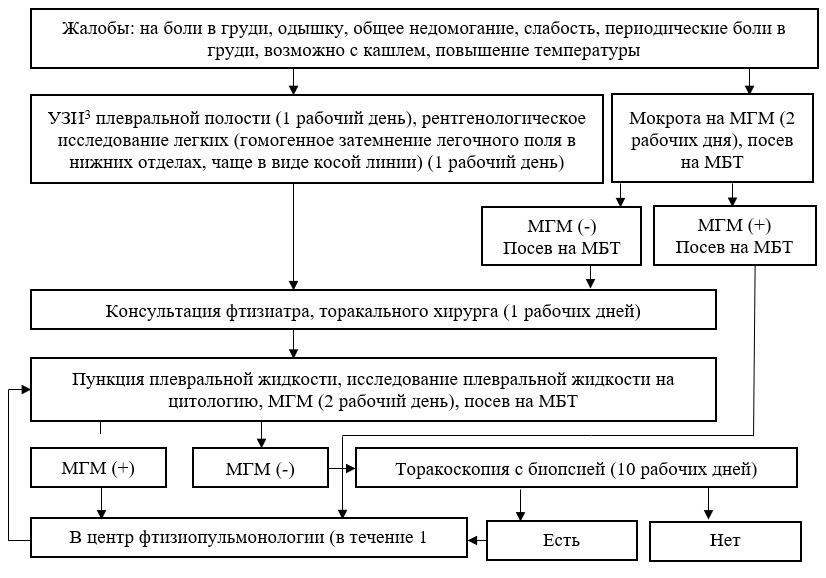 Жалобы: на боли в груди, одышку, общее недомогание, слабость, периодические боли в
груди, возможно с кашлем, повышение температуры
УЗИ³ плевральной полости (1 рабочий день), рентгенологическое
исследование легких (гомогенное затемнение легочного поля в
нижних отделах, чаще в виде косой линии) (1 рабочий день)
Мокрота на МГМ (2
рабочих дня), посев
на МБТ
МГМ (-)
Посев на МБТ
МГМ (+)
Посев на МБТ
Консультация фтизиатра, торакального хирурга (1 рабочих дней)
Пункция плевральной жидкости, исследование плевральной жидкости на
цитологию, МГМ (2 рабочий день), посев на МБТ
МГМ (+)
МГМ (-)
Торакоскопия с биопсией (10 рабочих дней)
В центр фтизиопульмонологии (в течение 1
Есть
Нет